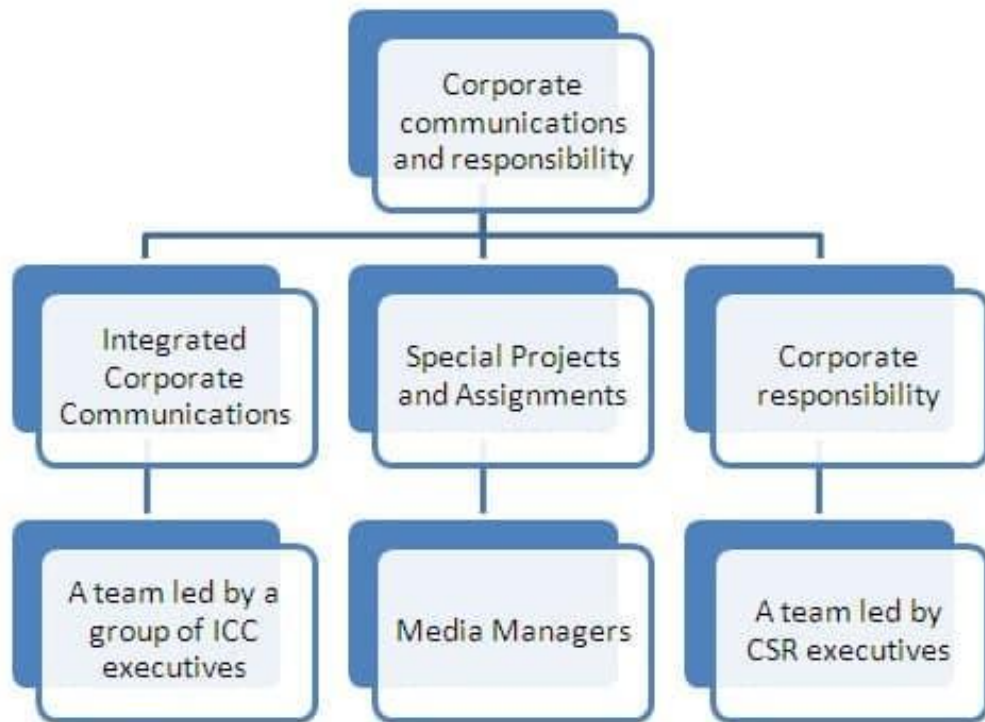 Corporate
communications
and responsibility
Integrated
Corporate
Communications
Special Projects
and Assignments
Corporate
responsibility
A team led by a
group of ICC
executives
Media Managers
A team led by
CSR executives